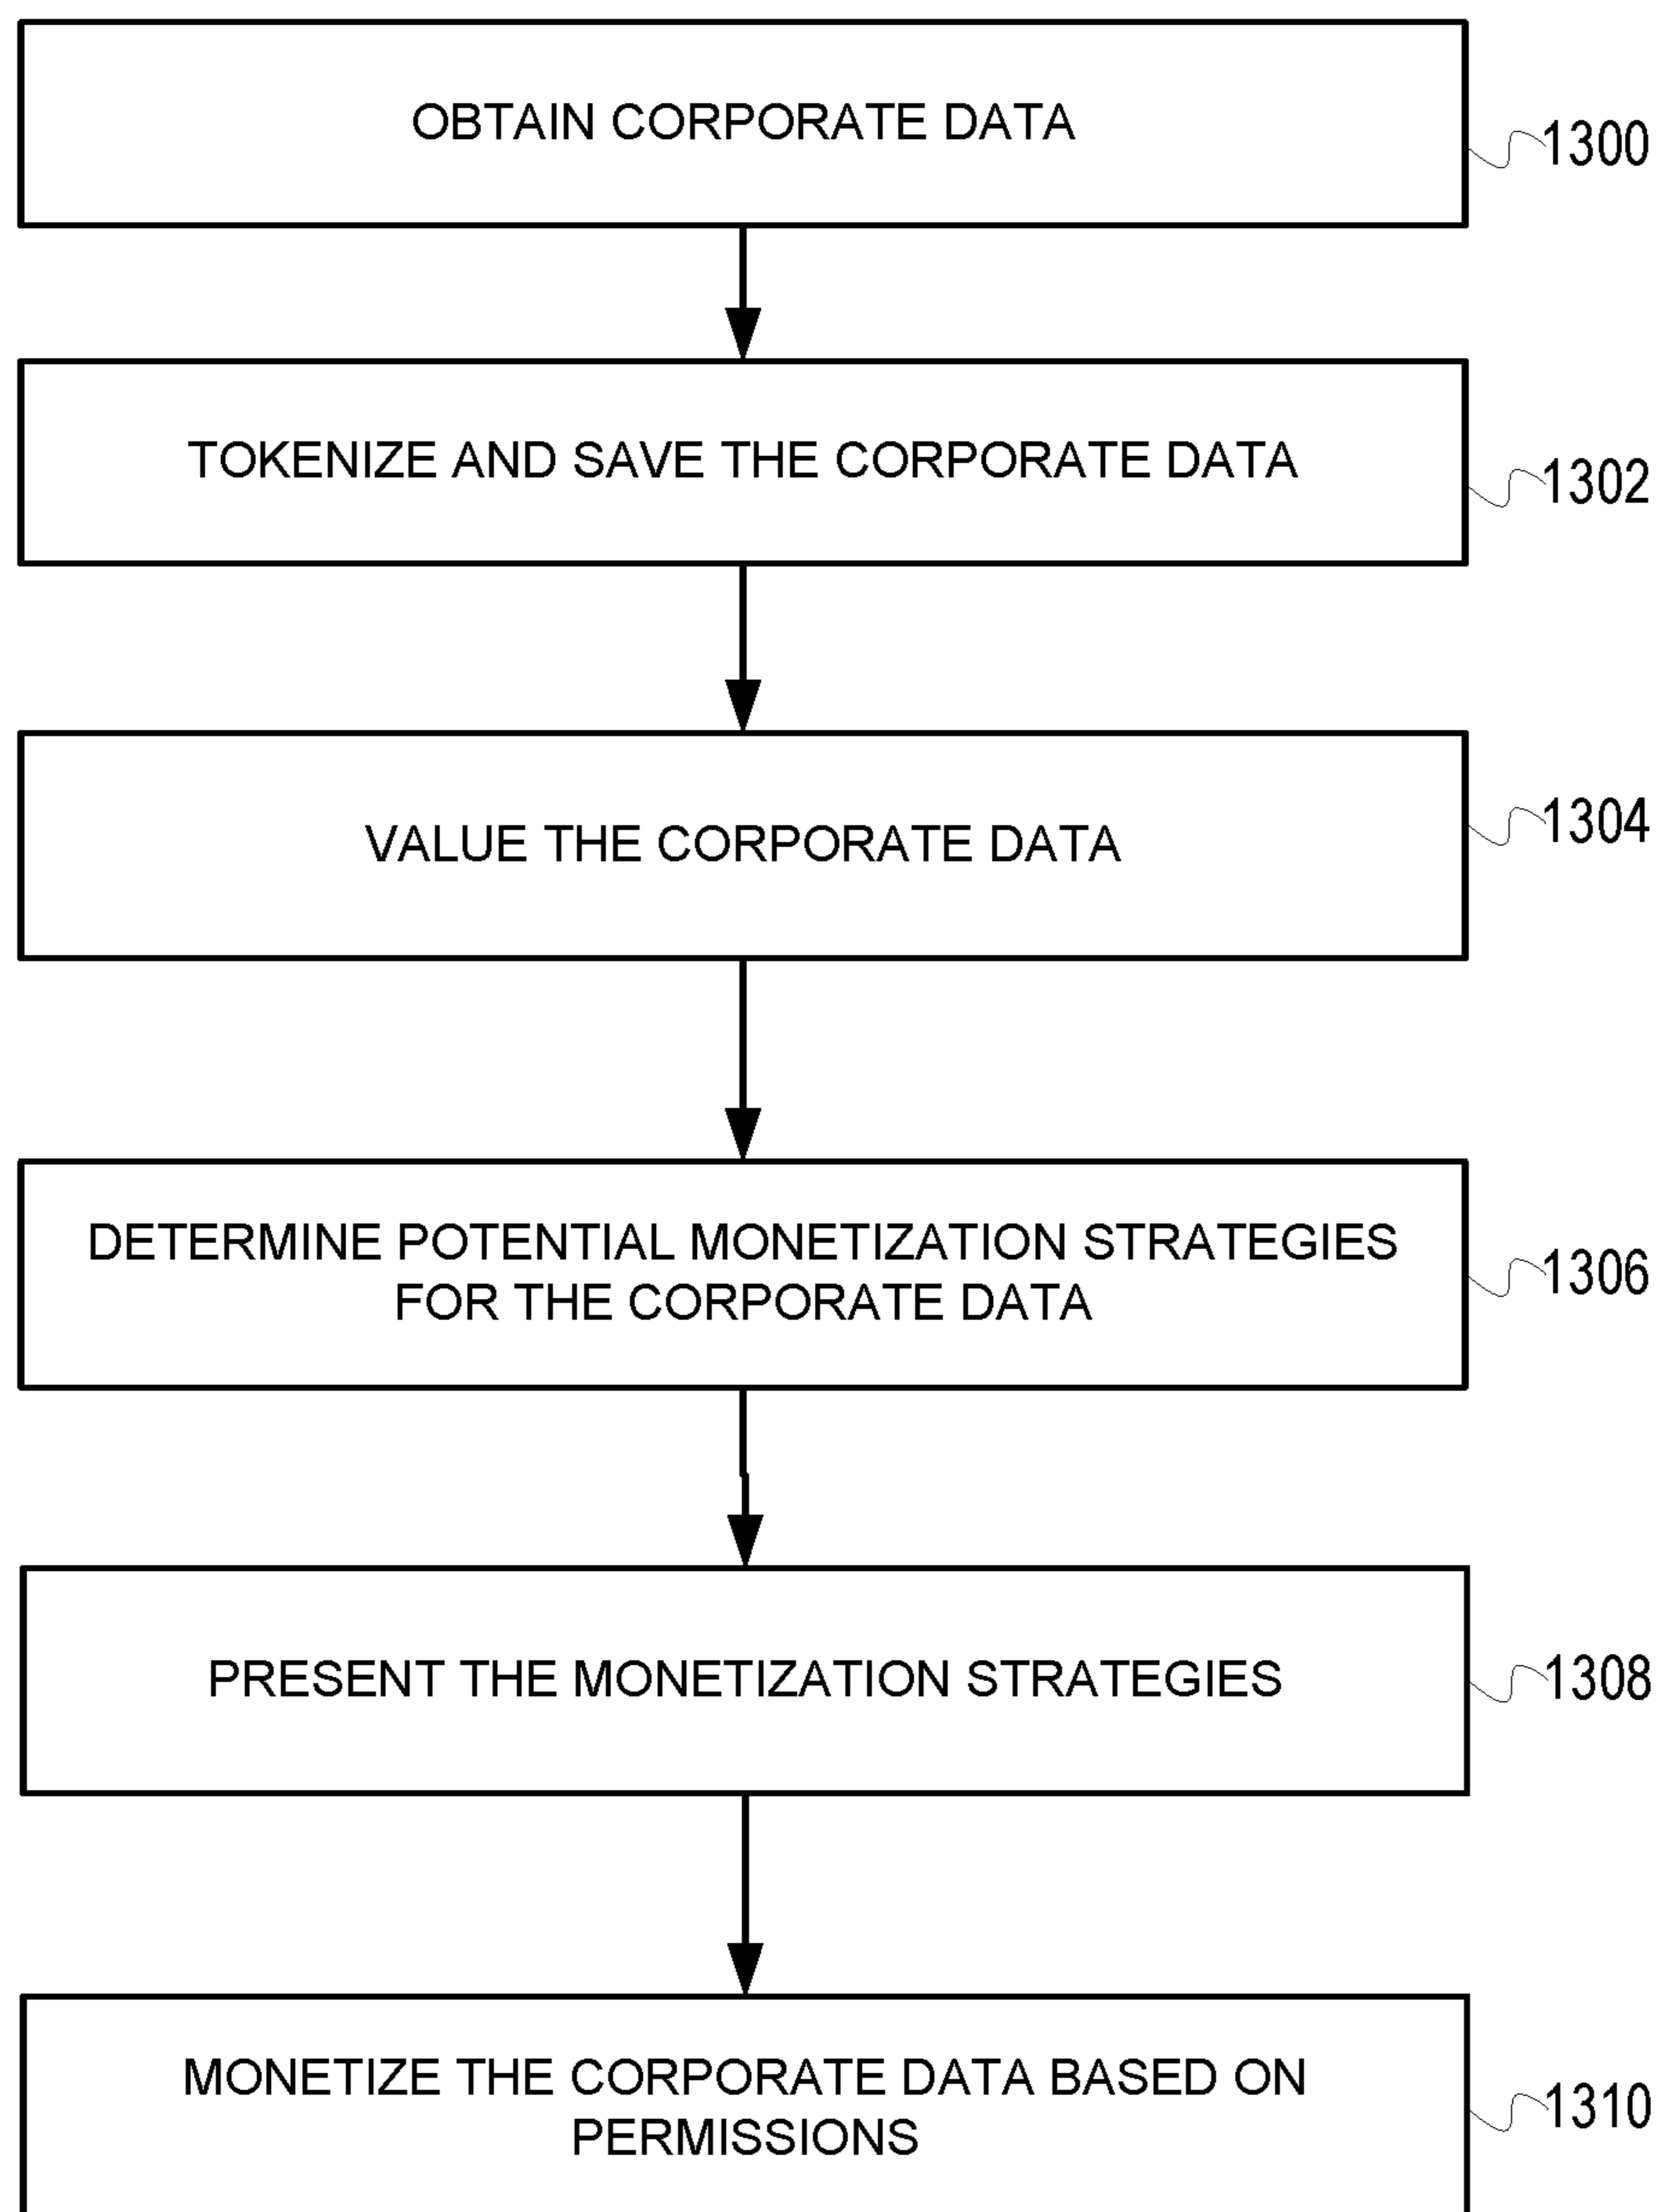 OBTAIN CORPORATE DATA
1300
TOKENIZE AND SAVE THE CORPORATE DATA
1302
VALUE THE CORPORATE DATA
1304
DETERMINE POTENTIAL MONETIZATION STRATEGIES
FOR THE CORPORATE DATA
1306
PRESENT THE MONETIZATION STRATEGIES
1308
MONETIZE THE CORPORATE DATA BASED ON
PERMISSIONS
1310